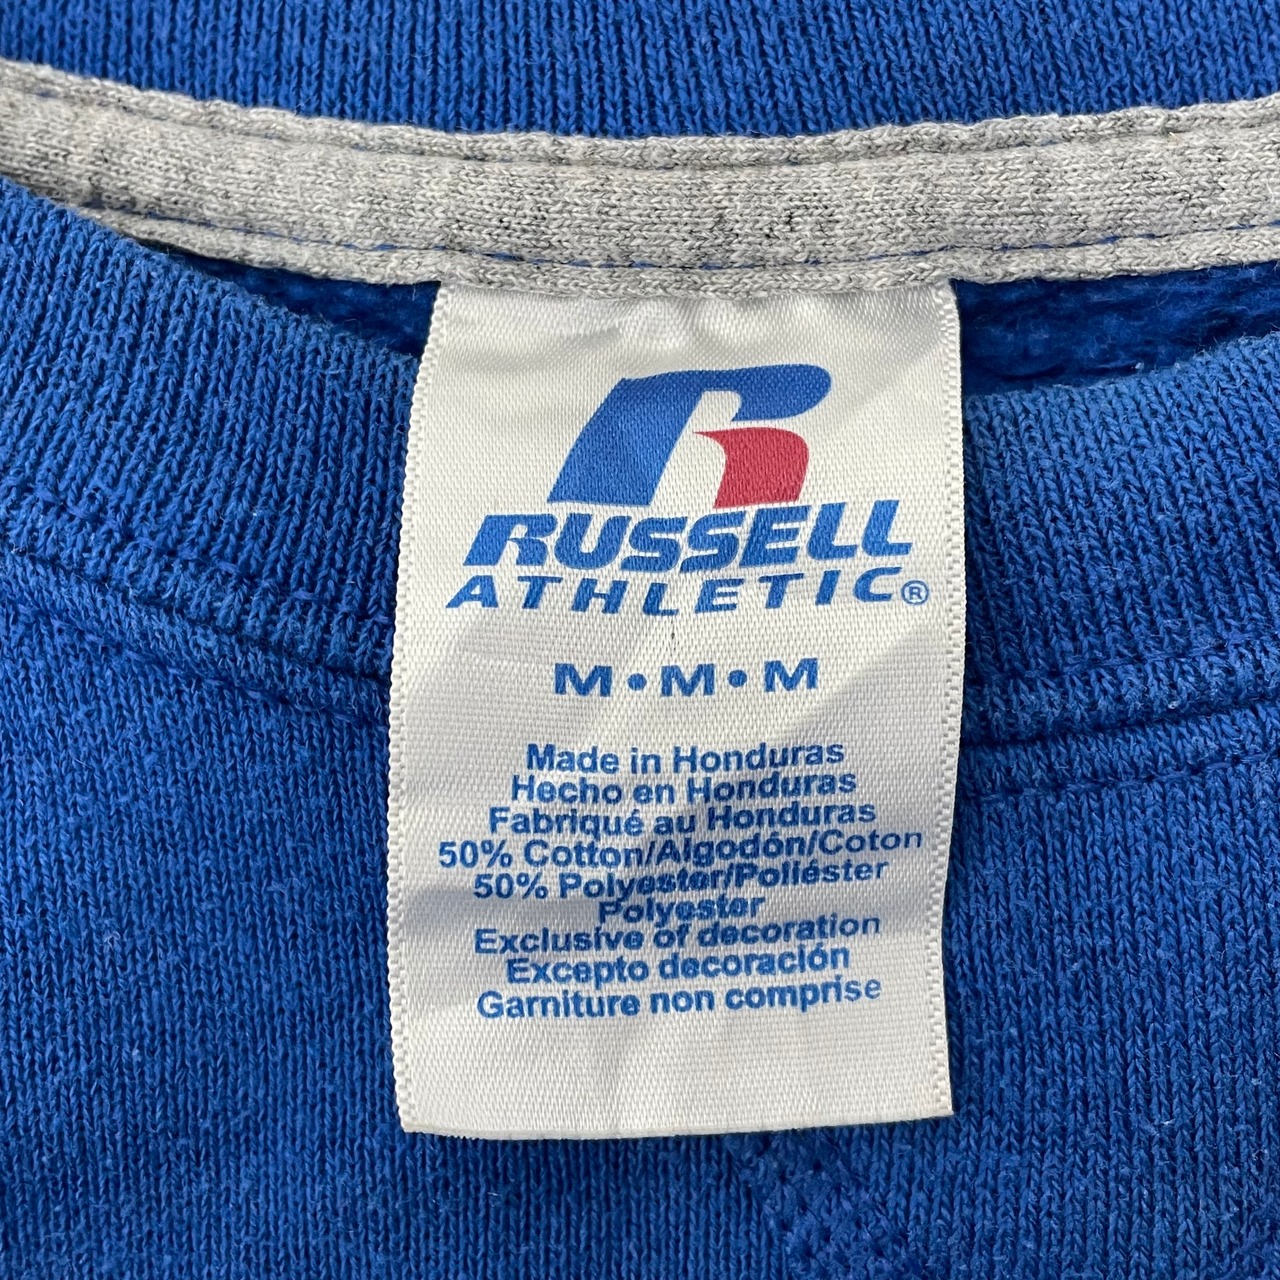 R
RUSSELL
ATHLETIC®
M•M•M
Made in Honduras
Hecho en Honduras
Fabriqué au Honduras
50% Cotton/Algodón/Coton
50% Polyester/Poliéster
Polyester
Exclusive of decoration
Excepto decoración
Garniture non comprise